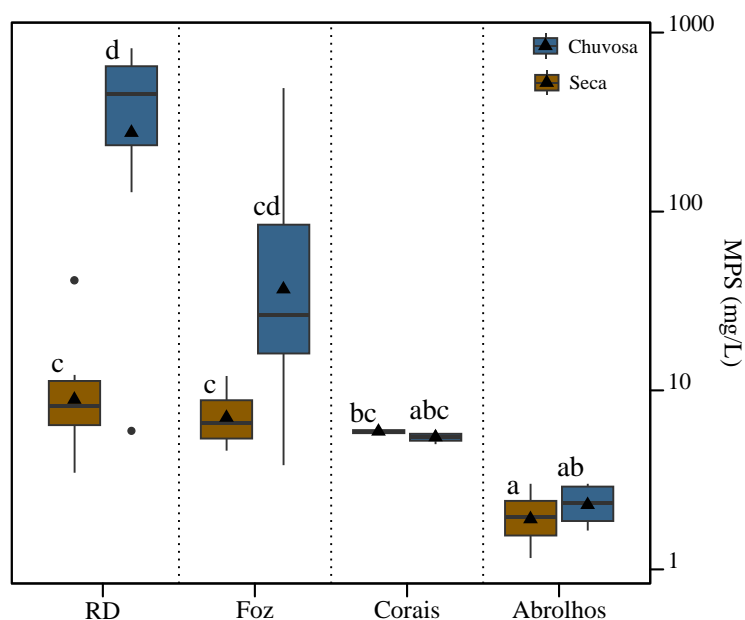 1000
d
Chuvosa
Seca
cd
100
MPS (mg/L)
c
c
bc
abc
10
a
ab
1
RD
Foz
Corais
Abrolhos